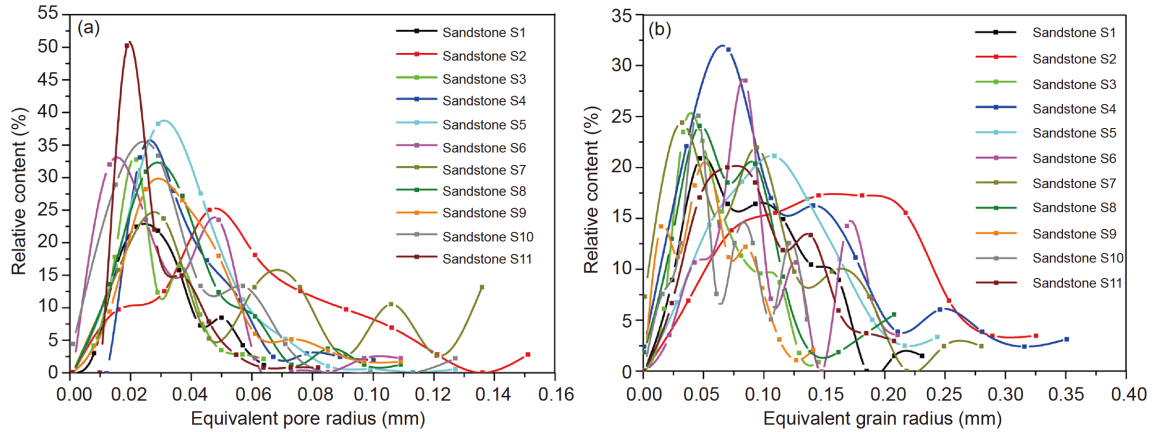 (a)
Relative content (%)
55
50
45
40
35
30
25
20
15
10
5
0
0.00 0.02 0.04 0.06 0.08 0.10 0.12 0.14 0.16
Equivalent pore radius (mm)
Sandstone S1
Sandstone S2
Sandstone S3
Sandstone S4
Sandstone S5
Sandstone S6
Sandstone S7
Sandstone S8
Sandstone S9
Sandstone S10
Sandstone S11
(b)
Relative content (%)
35
30
25
20
15
10
5
0
0.00 0.05 0.10 0.15 0.20 0.25 0.30 0.40
Equivalent grain radius (mm)
Sandstone S1
Sandstone S2
Sandstone S3
Sandstone S4
Sandstone S5
Sandstone S6
Sandstone S7
Sandstone S8
Sandstone S9
Sandstone S10
Sandstone S11